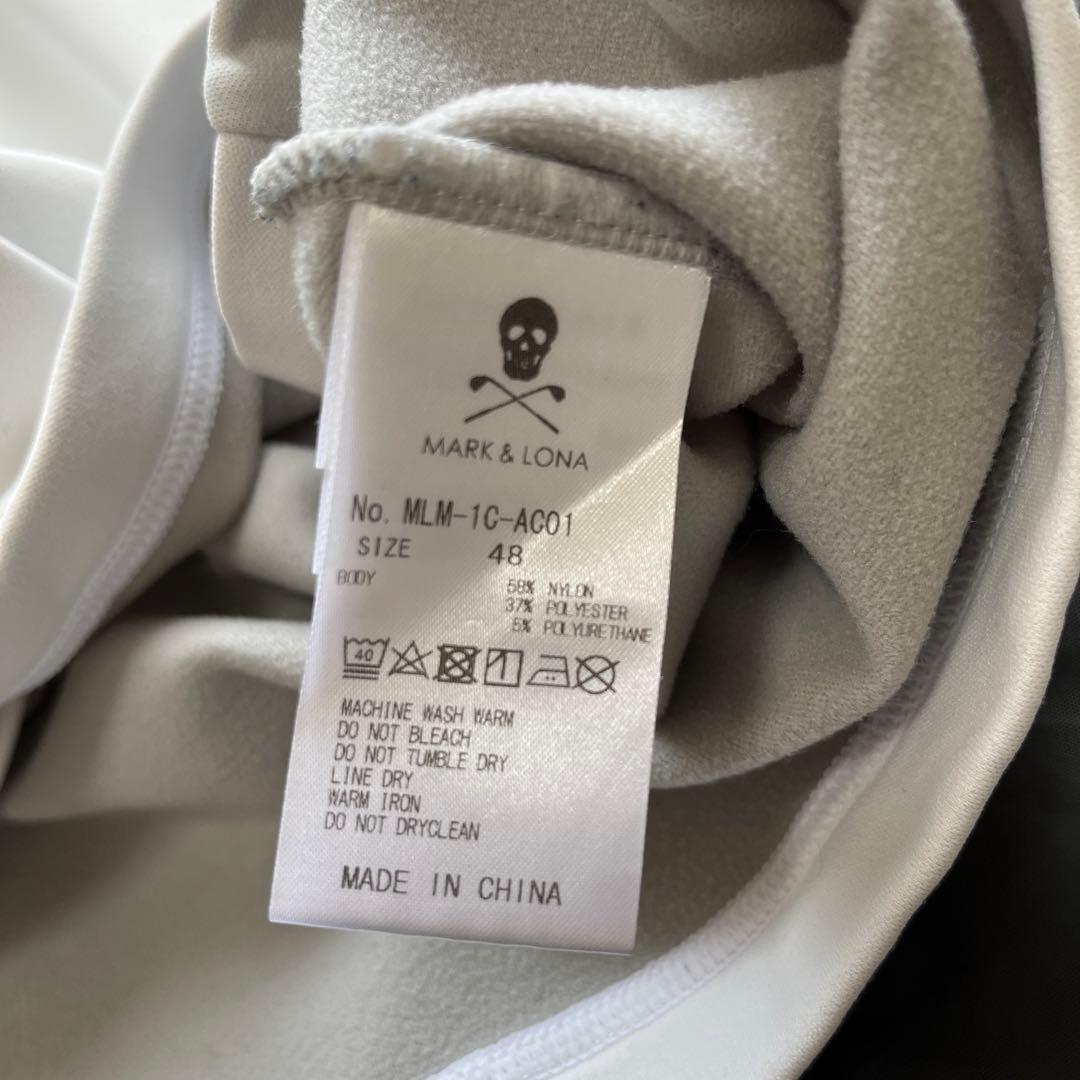 MARK & LONA
No. MLM-1C-AC01
SIZE 48
BODY 58% NYLON
37% POLYESTER
5% POLYURETHANE
40
MACHINE WASH WARM
DO NOT BLEACH
DO NOT TUMBLE DRY
LINE DRY
WARM IRON
DO NOT DRYCLEAN
MADE IN CHINA